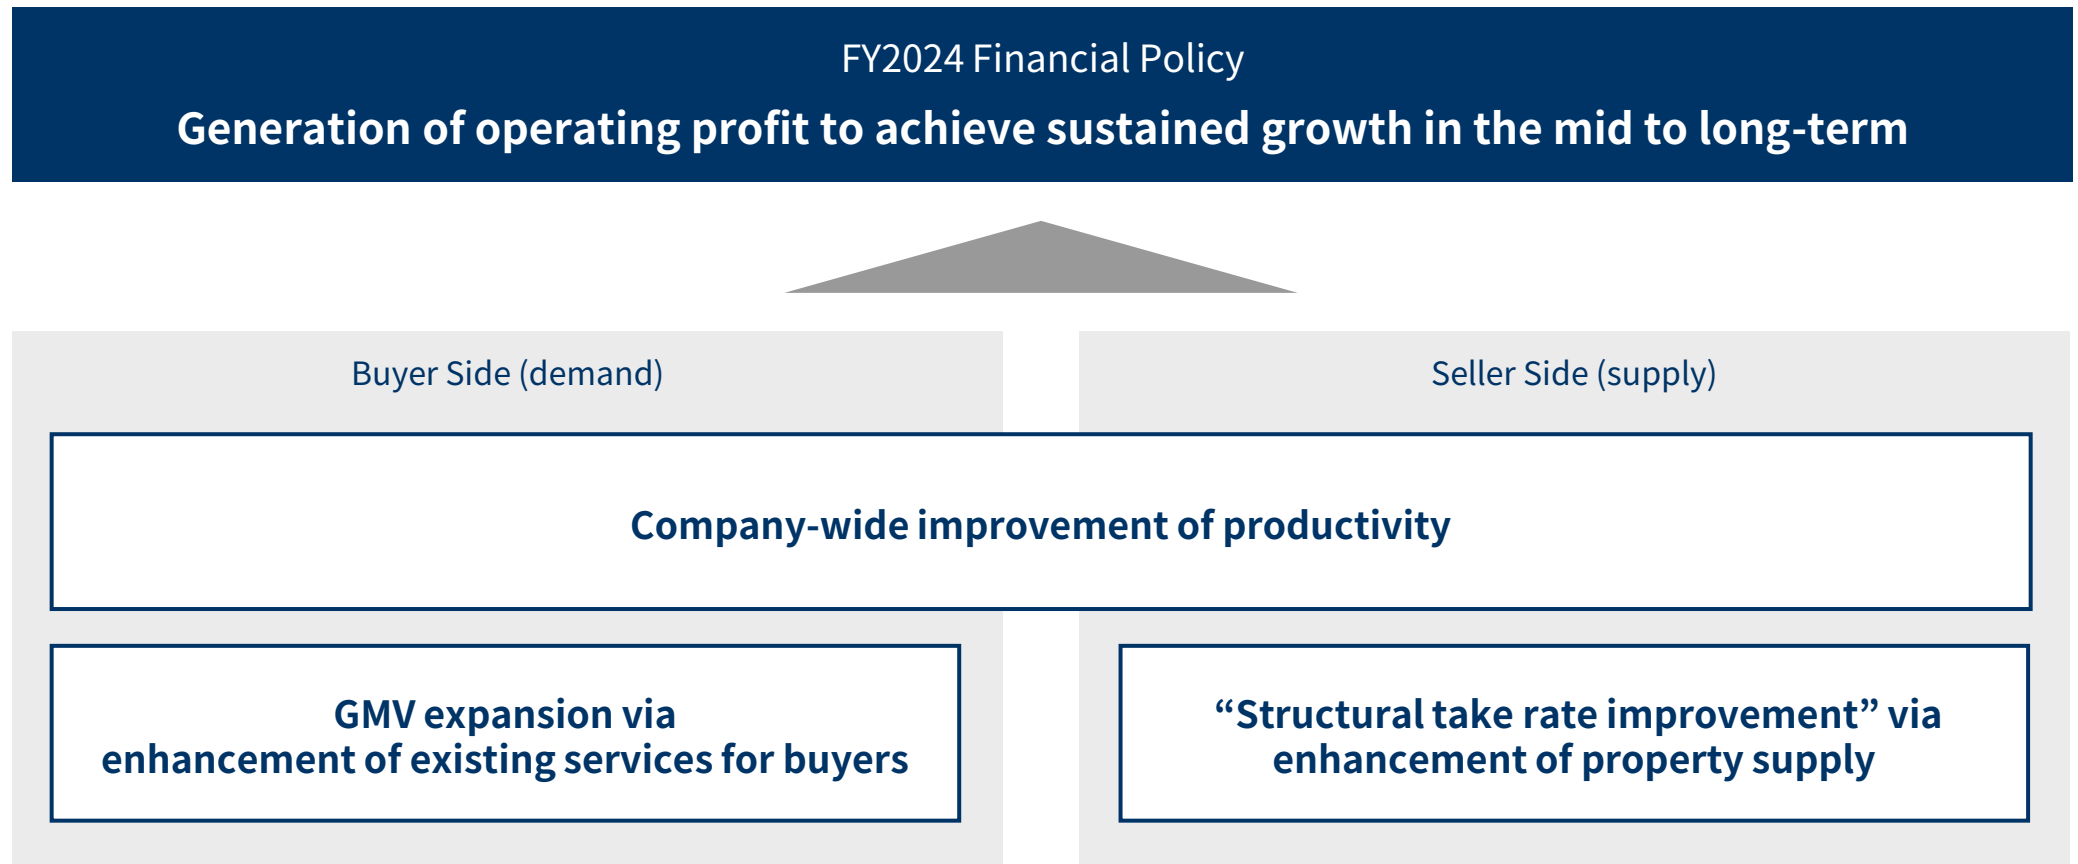 FY2024 Financial Policy
Generation of operating profit to achieve sustained growth in the mid to long-term
Buyer Side (demand)
Seller Side (supply)
Company-wide improvement of productivity
GMV expansion via
enhancement of existing services for buyers
“Structural take rate improvement” via
enhancement of property supply